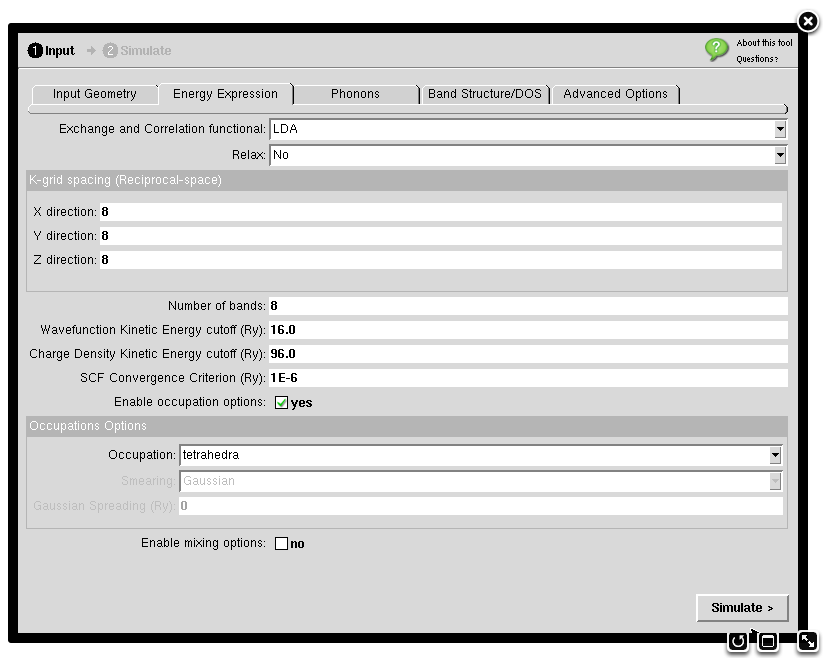 1 Input → 2 Simulate
? About this tool
Questions?
Input Geometry Energy Expression Phonons Band Structure/DOS Advanced Options
Exchange and Correlation functional: LDA
Relax: No
K-grid spacing (Reciprocal-space)
X direction: 8
Y direction: 8
Z direction: 8
Number of bands: 8
Wavefunction Kinetic Energy cutoff (Ry): 16.0
Charge Density Kinetic Energy cutoff (Ry): 96.0
SCF Convergence Criterion (Ry): 1E-6
Enable occupation options: yes
Occupations Options
Occupation: tetrahedra
Smearing: Gaussian
Gaussian Spreading (Ry): 0
Enable mixing options: no
Simulate >